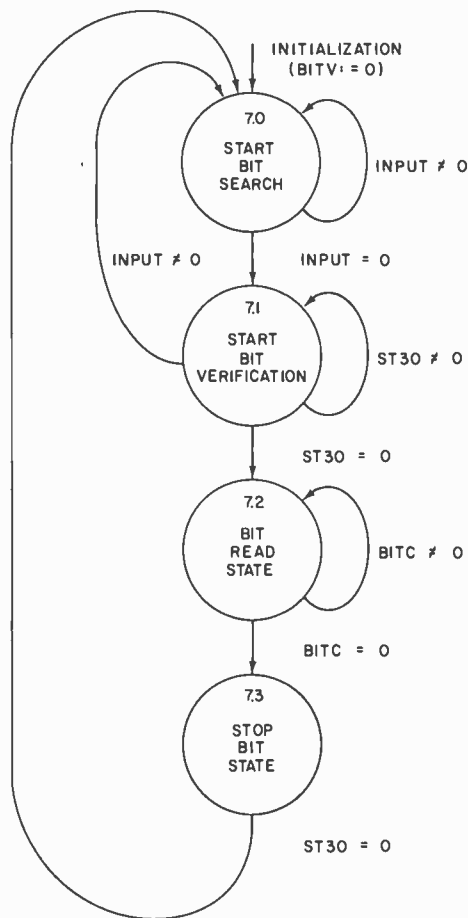 INITIALIZATION
(BITV:=0)
7.0
START
BIT
SEARCH
INPUT ≠ 0
INPUT ≠ 0
INPUT = 0
7.1
START
BIT
VERIFICATION
ST30 ≠ 0
ST30 = 0
7.2
BIT
READ
STATE
BITC ≠ 0
BITC = 0
7.3
STOP
BIT
STATE
ST30 = 0